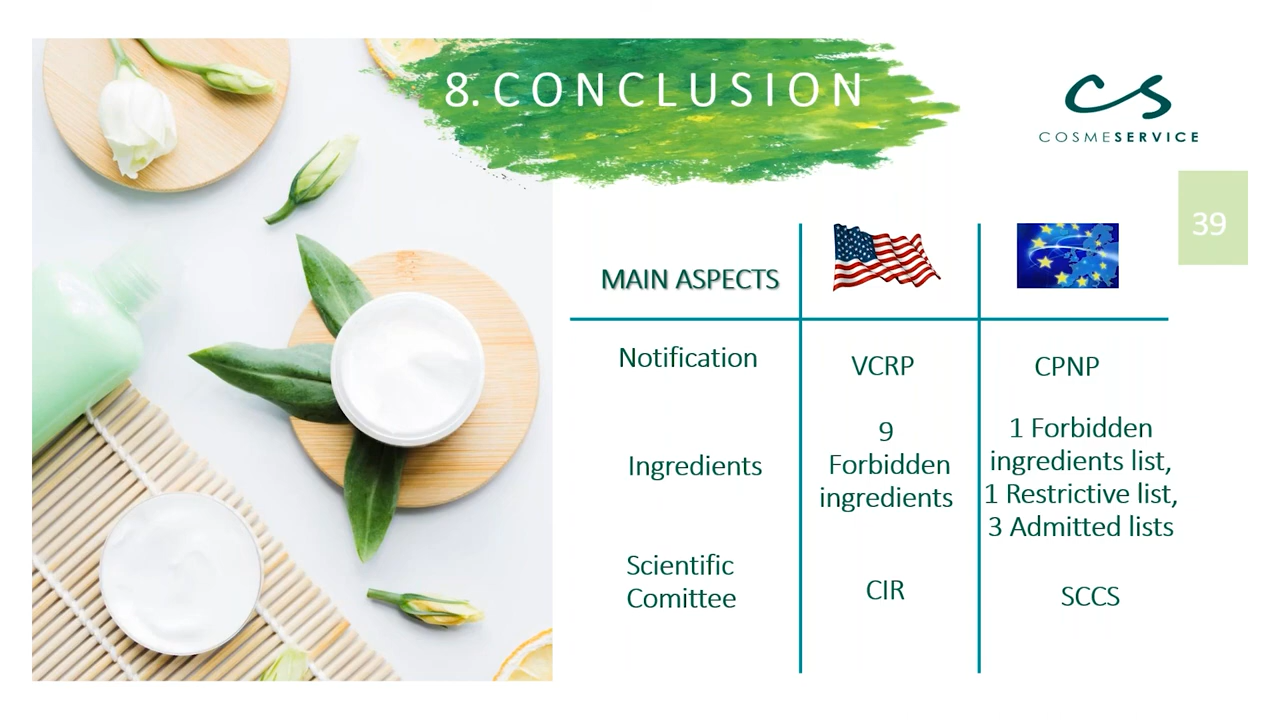 8. CONCLUSION
CS
COSMESERVICE
39
MAIN ASPECTS
Notification
VCRP
CPNP
Ingredients
9
Forbidden
ingredients
1 Forbidden
ingredients list,
1 Restrictive list,
3 Admitted lists
Scientific
Comittee
CIR
SCCS